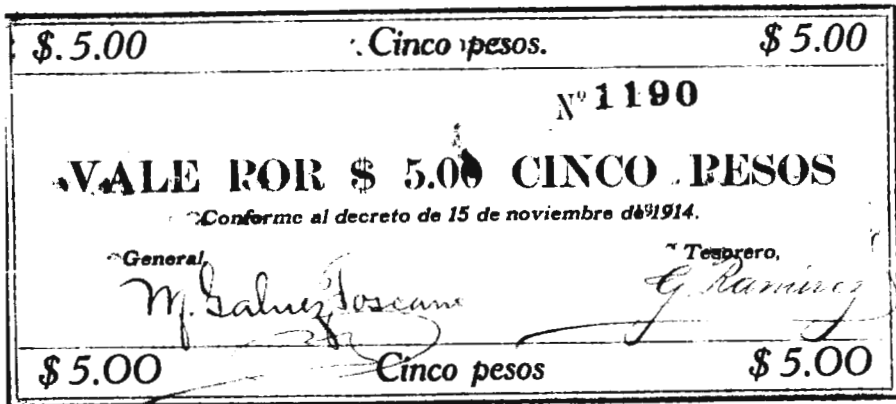 $.5.00 Cinco pesos. $ 5.00
Nº 1190
VALE POR $ 5.00 CINCO PESOS
Conforme al decreto de 15 de noviembre de 1914.
General, Tesorero,
M. Galvez Toscano G. Ramirez
$ 5.00 Cinco pesos $ 5.00